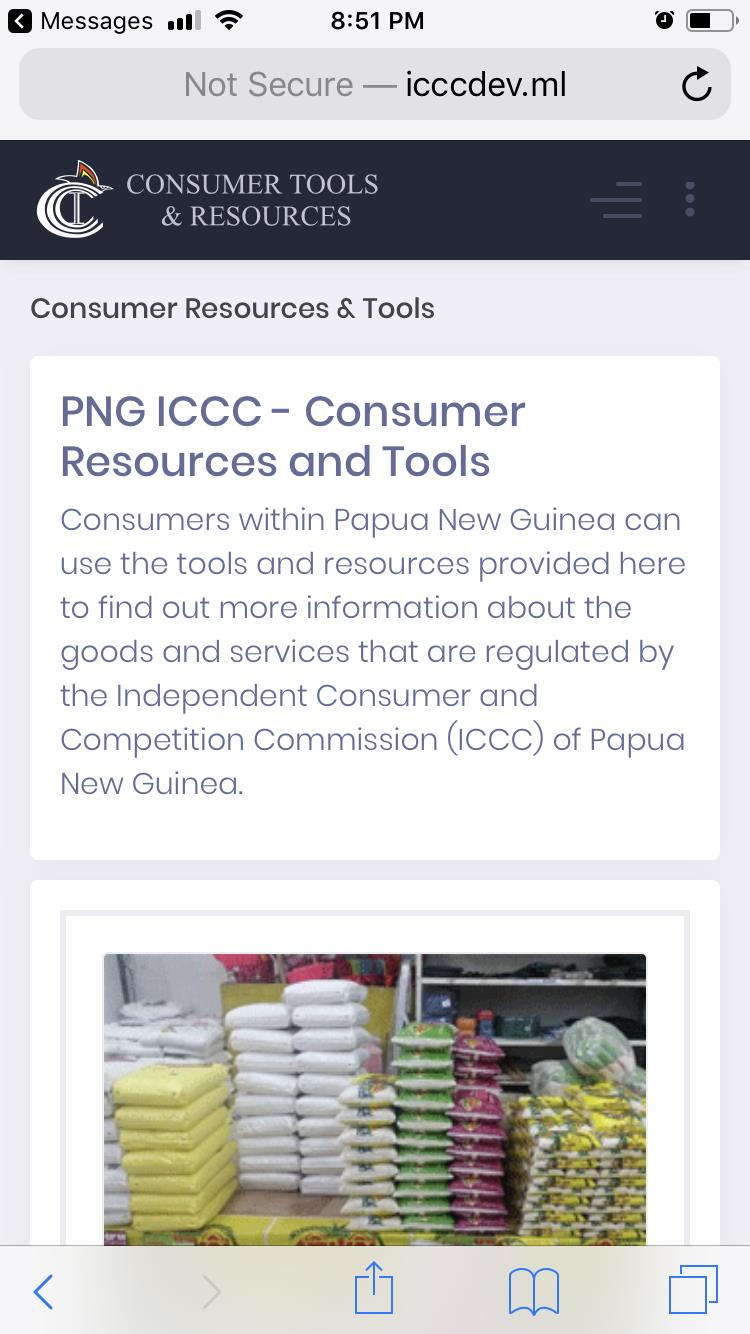 Messages
8:51 PM
Not Secure — icccdev.ml
CONSUMER TOOLS
& RESOURCES
Consumer Resources & Tools
PNG ICCC - Consumer
Resources and Tools
Consumers within Papua New Guinea can
use the tools and resources provided here
to find out more information about the
goods and services that are regulated by
the Independent Consumer and
Competition Commission (ICCC) of Papua
New Guinea.